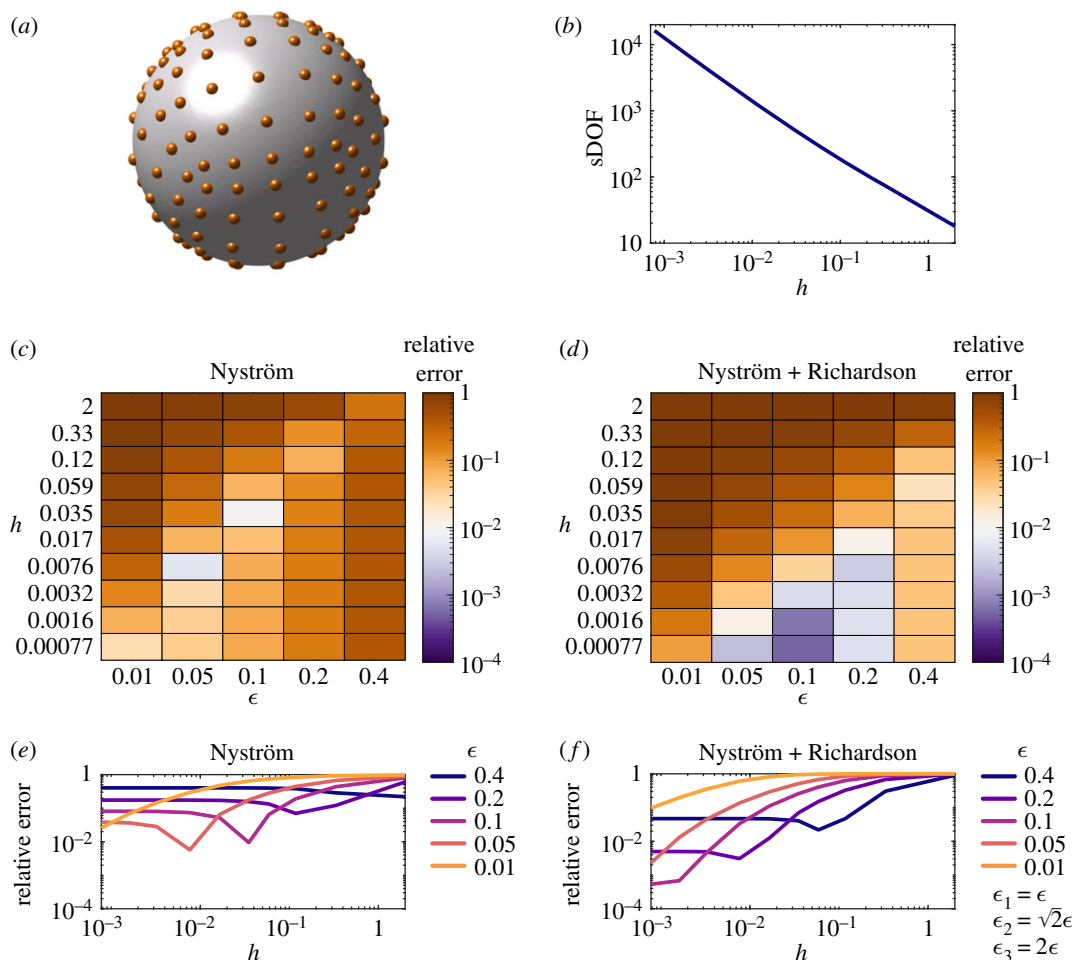 (a)
(b)
sDOF
10⁴
10³
10²
10
10⁻³ 10⁻² 10⁻¹ 1
h
(c)
Nyström
relative
error
h
2
0.33
0.12
0.059
0.035
0.017
0.0076
0.0032
0.0016
0.00077
0.01 0.05 0.1 0.2 0.4
ϵ
1
10⁻¹
10⁻²
10⁻³
10⁻⁴
(d)
Nyström + Richardson
relative
error
h
2
0.33
0.12
0.059
0.035
0.017
0.0076
0.0032
0.0016
0.00077
0.01 0.05 0.1 0.2 0.4
ϵ
1
10⁻¹
10⁻²
10⁻³
10⁻⁴
(e)
Nyström
relative error
1
10⁻²
10⁻⁴
10⁻³ 10⁻² 10⁻¹ 1
h
ϵ
0.4
0.2
0.1
0.05
0.01
(f)
Nyström + Richardson
relative error
1
10⁻²
10⁻⁴
10⁻³ 10⁻² 10⁻¹ 1
h
ϵ
0.4
0.2
0.1
0.05
0.01
ϵ₁ = ϵ
ϵ₂ = √2ϵ
ϵ₃ = 2ϵ